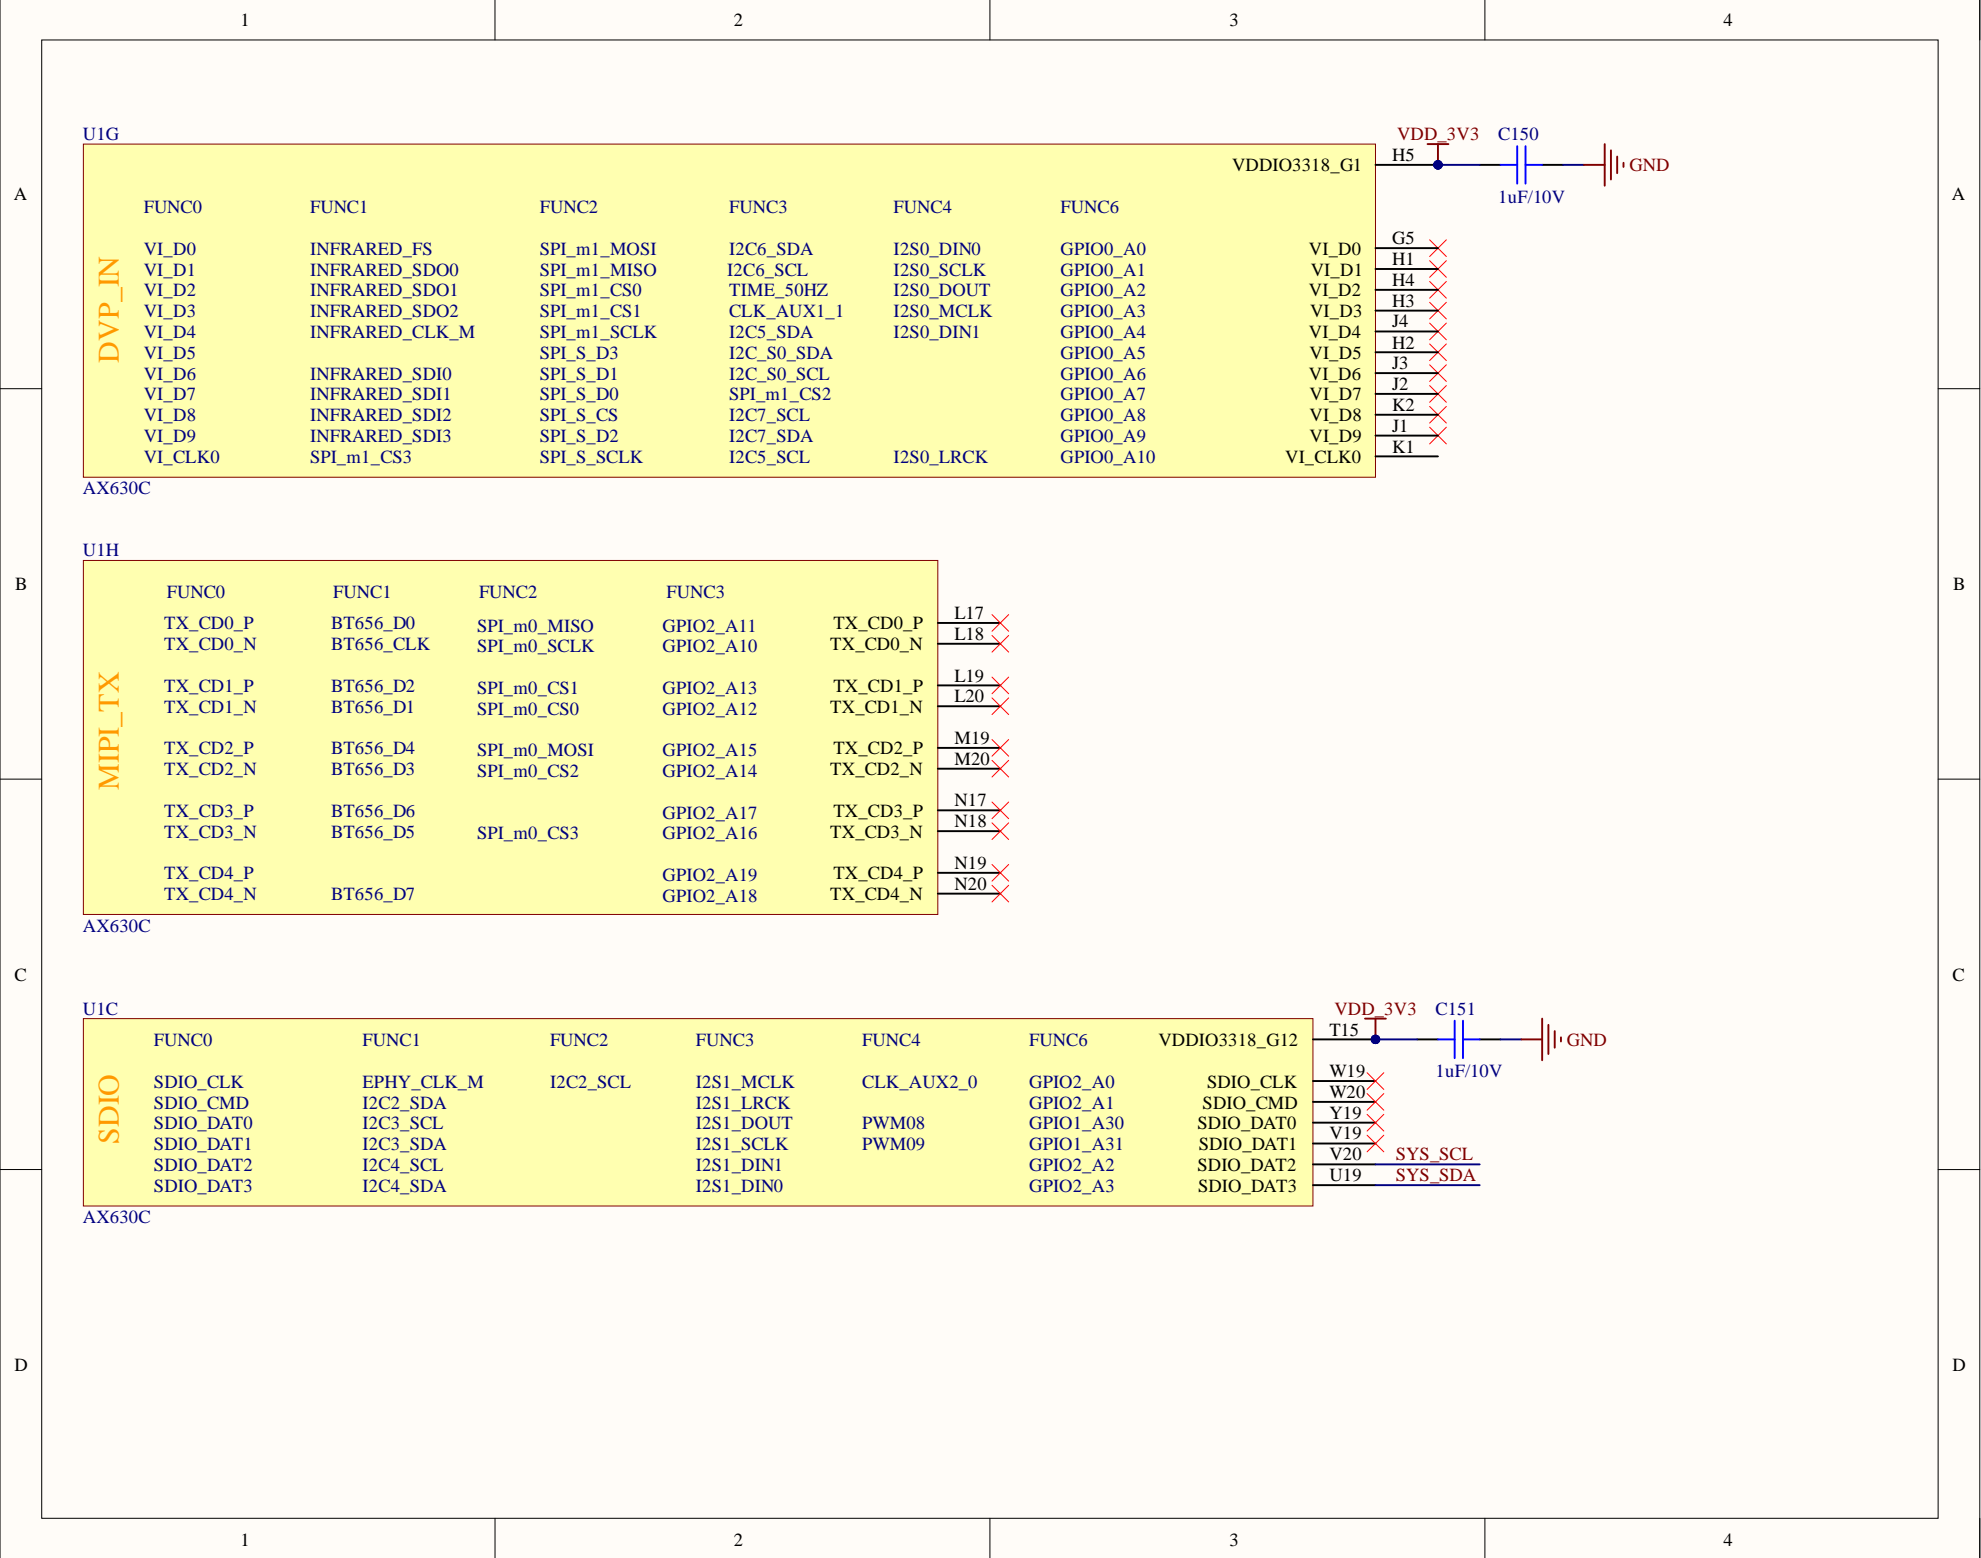 1 2 3 4
U1G
VDD_3V3 C150
VDDIO3318_G1 H5 GND
1uF/10V
A A
FUNC0 FUNC1 FUNC2 FUNC3 FUNC4 FUNC6
DVP_IN
VI_D0 INFRARED_FS SPI_m1_MOSI I2C6_SDA I2S0_DIN0 GPIO0_A0 VI_D0 G5
VI_D1 INFRARED_SDO0 SPI_m1_MISO I2C6_SCL I2S0_SCLK GPIO0_A1 VI_D1 H1
VI_D2 INFRARED_SDO1 SPI_m1_CS0 TIME_50HZ I2S0_DOUT GPIO0_A2 VI_D2 H4
VI_D3 INFRARED_SDO2 SPI_m1_CS1 CLK_AUX1_1 I2S0_MCLK GPIO0_A3 VI_D3 H3
VI_D4 INFRARED_CLK_M SPI_m1_SCLK I2C5_SDA I2S0_DIN1 GPIO0_A4 VI_D4 J4
VI_D5 SPI_S_D3 I2C_S0_SDA GPIO0_A5 VI_D5 H2
VI_D6 INFRARED_SDI0 SPI_S_D1 I2C_S0_SCL GPIO0_A6 VI_D6 J3
VI_D7 INFRARED_SDI1 SPI_S_D0 SPI_m1_CS2 GPIO0_A7 VI_D7 J2
VI_D8 INFRARED_SDI2 SPI_S_CS I2C7_SCL GPIO0_A8 VI_D8 K2
VI_D9 INFRARED_SDI3 SPI_S_D2 I2C7_SDA GPIO0_A9 VI_D9 J1
VI_CLK0 SPI_m1_CS3 SPI_S_SCLK I2C5_SCL I2S0_LRCK GPIO0_A10 VI_CLK0 K1
AX630C
U1H
B B
FUNC0 FUNC1 FUNC2 FUNC3
MIPI_TX
TX_CD0_P BT656_D0 SPI_m0_MISO GPIO2_A11 TX_CD0_P L17
TX_CD0_N BT656_CLK SPI_m0_SCLK GPIO2_A10 TX_CD0_N L18
TX_CD1_P BT656_D2 SPI_m0_CS1 GPIO2_A13 TX_CD1_P L19
TX_CD1_N BT656_D1 SPI_m0_CS0 GPIO2_A12 TX_CD1_N L20
TX_CD2_P BT656_D4 SPI_m0_MOSI GPIO2_A15 TX_CD2_P M19
TX_CD2_N BT656_D3 SPI_m0_CS2 GPIO2_A14 TX_CD2_N M20
TX_CD3_P BT656_D6 GPIO2_A17 TX_CD3_P N17
TX_CD3_N BT656_D5 SPI_m0_CS3 GPIO2_A16 TX_CD3_N N18
TX_CD4_P GPIO2_A19 TX_CD4_P N19
TX_CD4_N BT656_D7 GPIO2_A18 TX_CD4_N N20
AX630C
C C
U1C
VDD_3V3 C151
FUNC0 FUNC1 FUNC2 FUNC3 FUNC4 FUNC6 VDDIO3318_G12 T15 GND
1uF/10V
SDIO
SDIO_CLK EPHY_CLK_M I2C2_SCL I2S1_MCLK CLK_AUX2_0 GPIO2_A0 SDIO_CLK W19
SDIO_CMD I2C2_SDA I2S1_LRCK GPIO2_A1 SDIO_CMD W20
SDIO_DAT0 I2C3_SCL I2S1_DOUT PWM08 GPIO1_A30 SDIO_DAT0 Y19
SDIO_DAT1 I2C3_SDA I2S1_SCLK PWM09 GPIO1_A31 SDIO_DAT1 V19
SDIO_DAT2 I2C4_SCL I2S1_DIN1 GPIO2_A2 SDIO_DAT2 V20 SYS_SCL
SDIO_DAT3 I2C4_SDA I2S1_DIN0 GPIO2_A3 SDIO_DAT3 U19 SYS_SDA
AX630C
D D
1 2 3 4